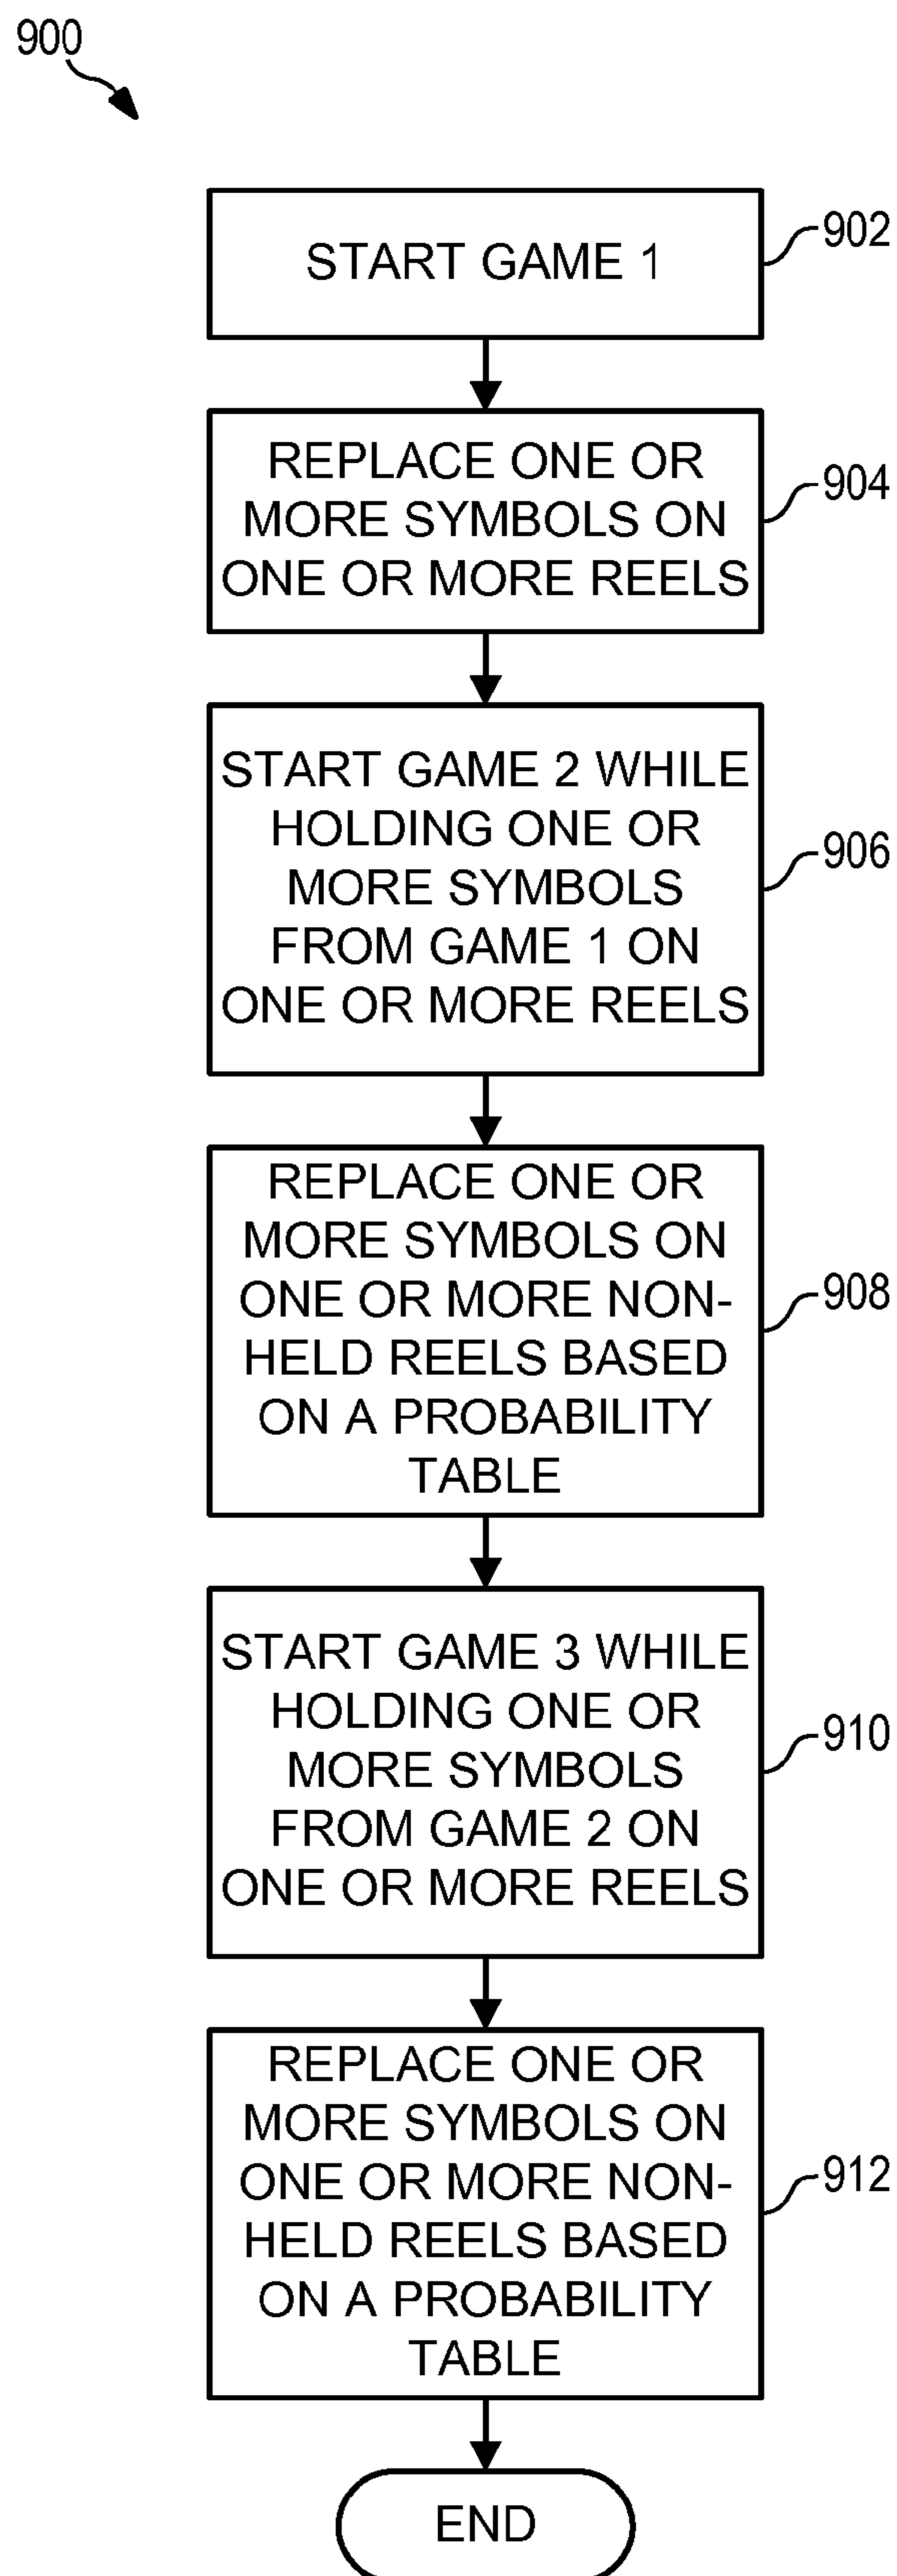 900
START GAME 1
902
REPLACE ONE OR
MORE SYMBOLS ON
ONE OR MORE REELS
904
START GAME 2 WHILE
HOLDING ONE OR
MORE SYMBOLS
FROM GAME 1 ON
ONE OR MORE REELS
906
REPLACE ONE OR
MORE SYMBOLS ON
ONE OR MORE NON-
HELD REELS BASED
ON A PROBABILITY
TABLE
908
START GAME 3 WHILE
HOLDING ONE OR
MORE SYMBOLS
FROM GAME 2 ON
ONE OR MORE REELS
910
REPLACE ONE OR
MORE SYMBOLS ON
ONE OR MORE NON-
HELD REELS BASED
ON A PROBABILITY
TABLE
912
END